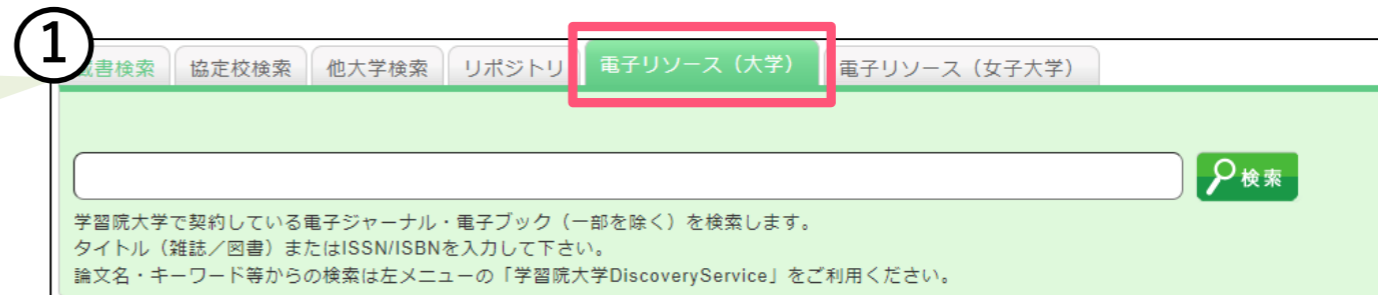 ①
蔵書検索 協定校検索 他大学検索 リポジトリ 電子リソース（大学） 電子リソース（女子大学）
検索
学習院大学で契約している電子ジャーナル・電子ブック（一部を除く）を検索します。
タイトル（雑誌／図書）またはISSN/ISBNを入力して下さい。
論文名・キーワード等からの検索は左メニューの「学習院大学DiscoveryService」をご利用ください。